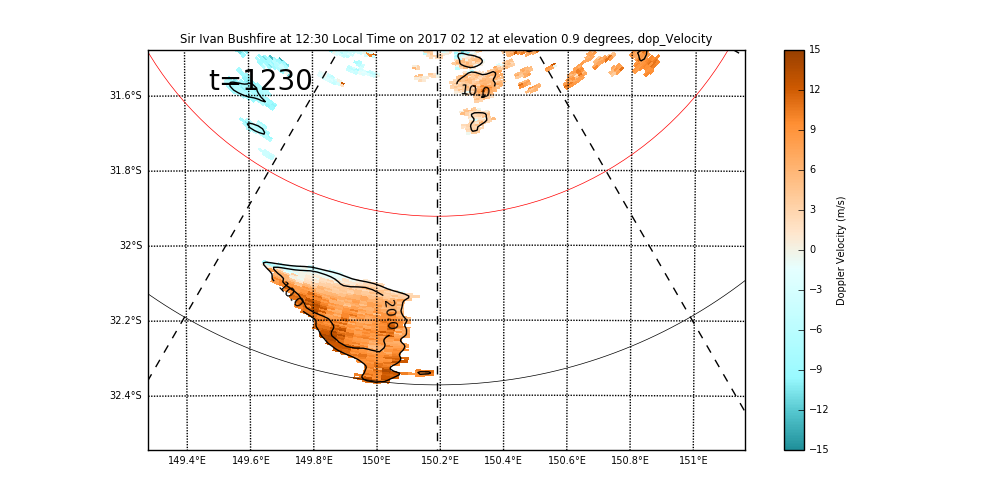 Sir Ivan Bushfire at 12:30 Local Time on 2017 02 12 at elevation 0.9 degrees, dop_Velocity
t=1230
31.6°S
31.8°S
32°S
32.2°S
32.4°S
149.4°E 149.6°E 149.8°E 150°E 150.2°E 150.4°E 150.6°E 150.8°E 151°E
10.0
10.0
20.0
15
12
9
6
3
0
−3
−6
−9
−12
−15
Doppler Velocity (m/s)